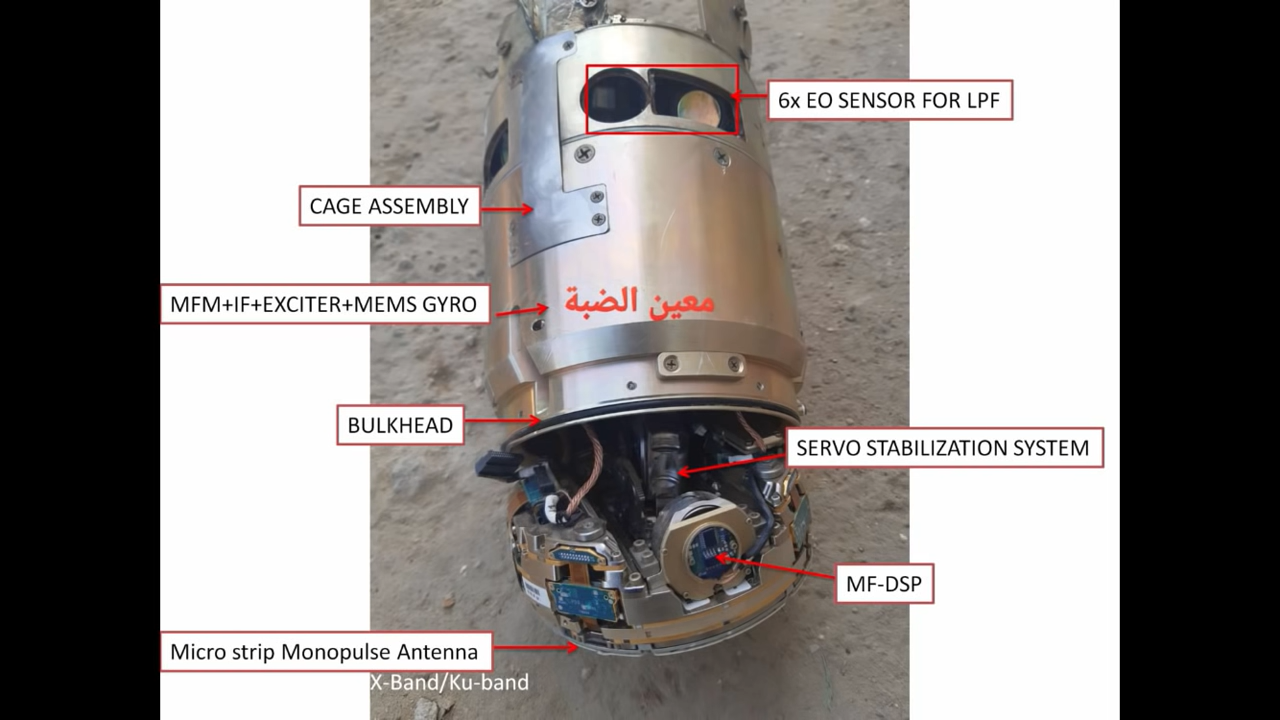 6x EO SENSOR FOR LPF
CAGE ASSEMBLY
MFM+IF+EXCITER+MEMS GYRO
معين الضبة
BULKHEAD
SERVO STABILIZATION SYSTEM
MF-DSP
Micro strip Monopulse Antenna
X-Band/Ku-band